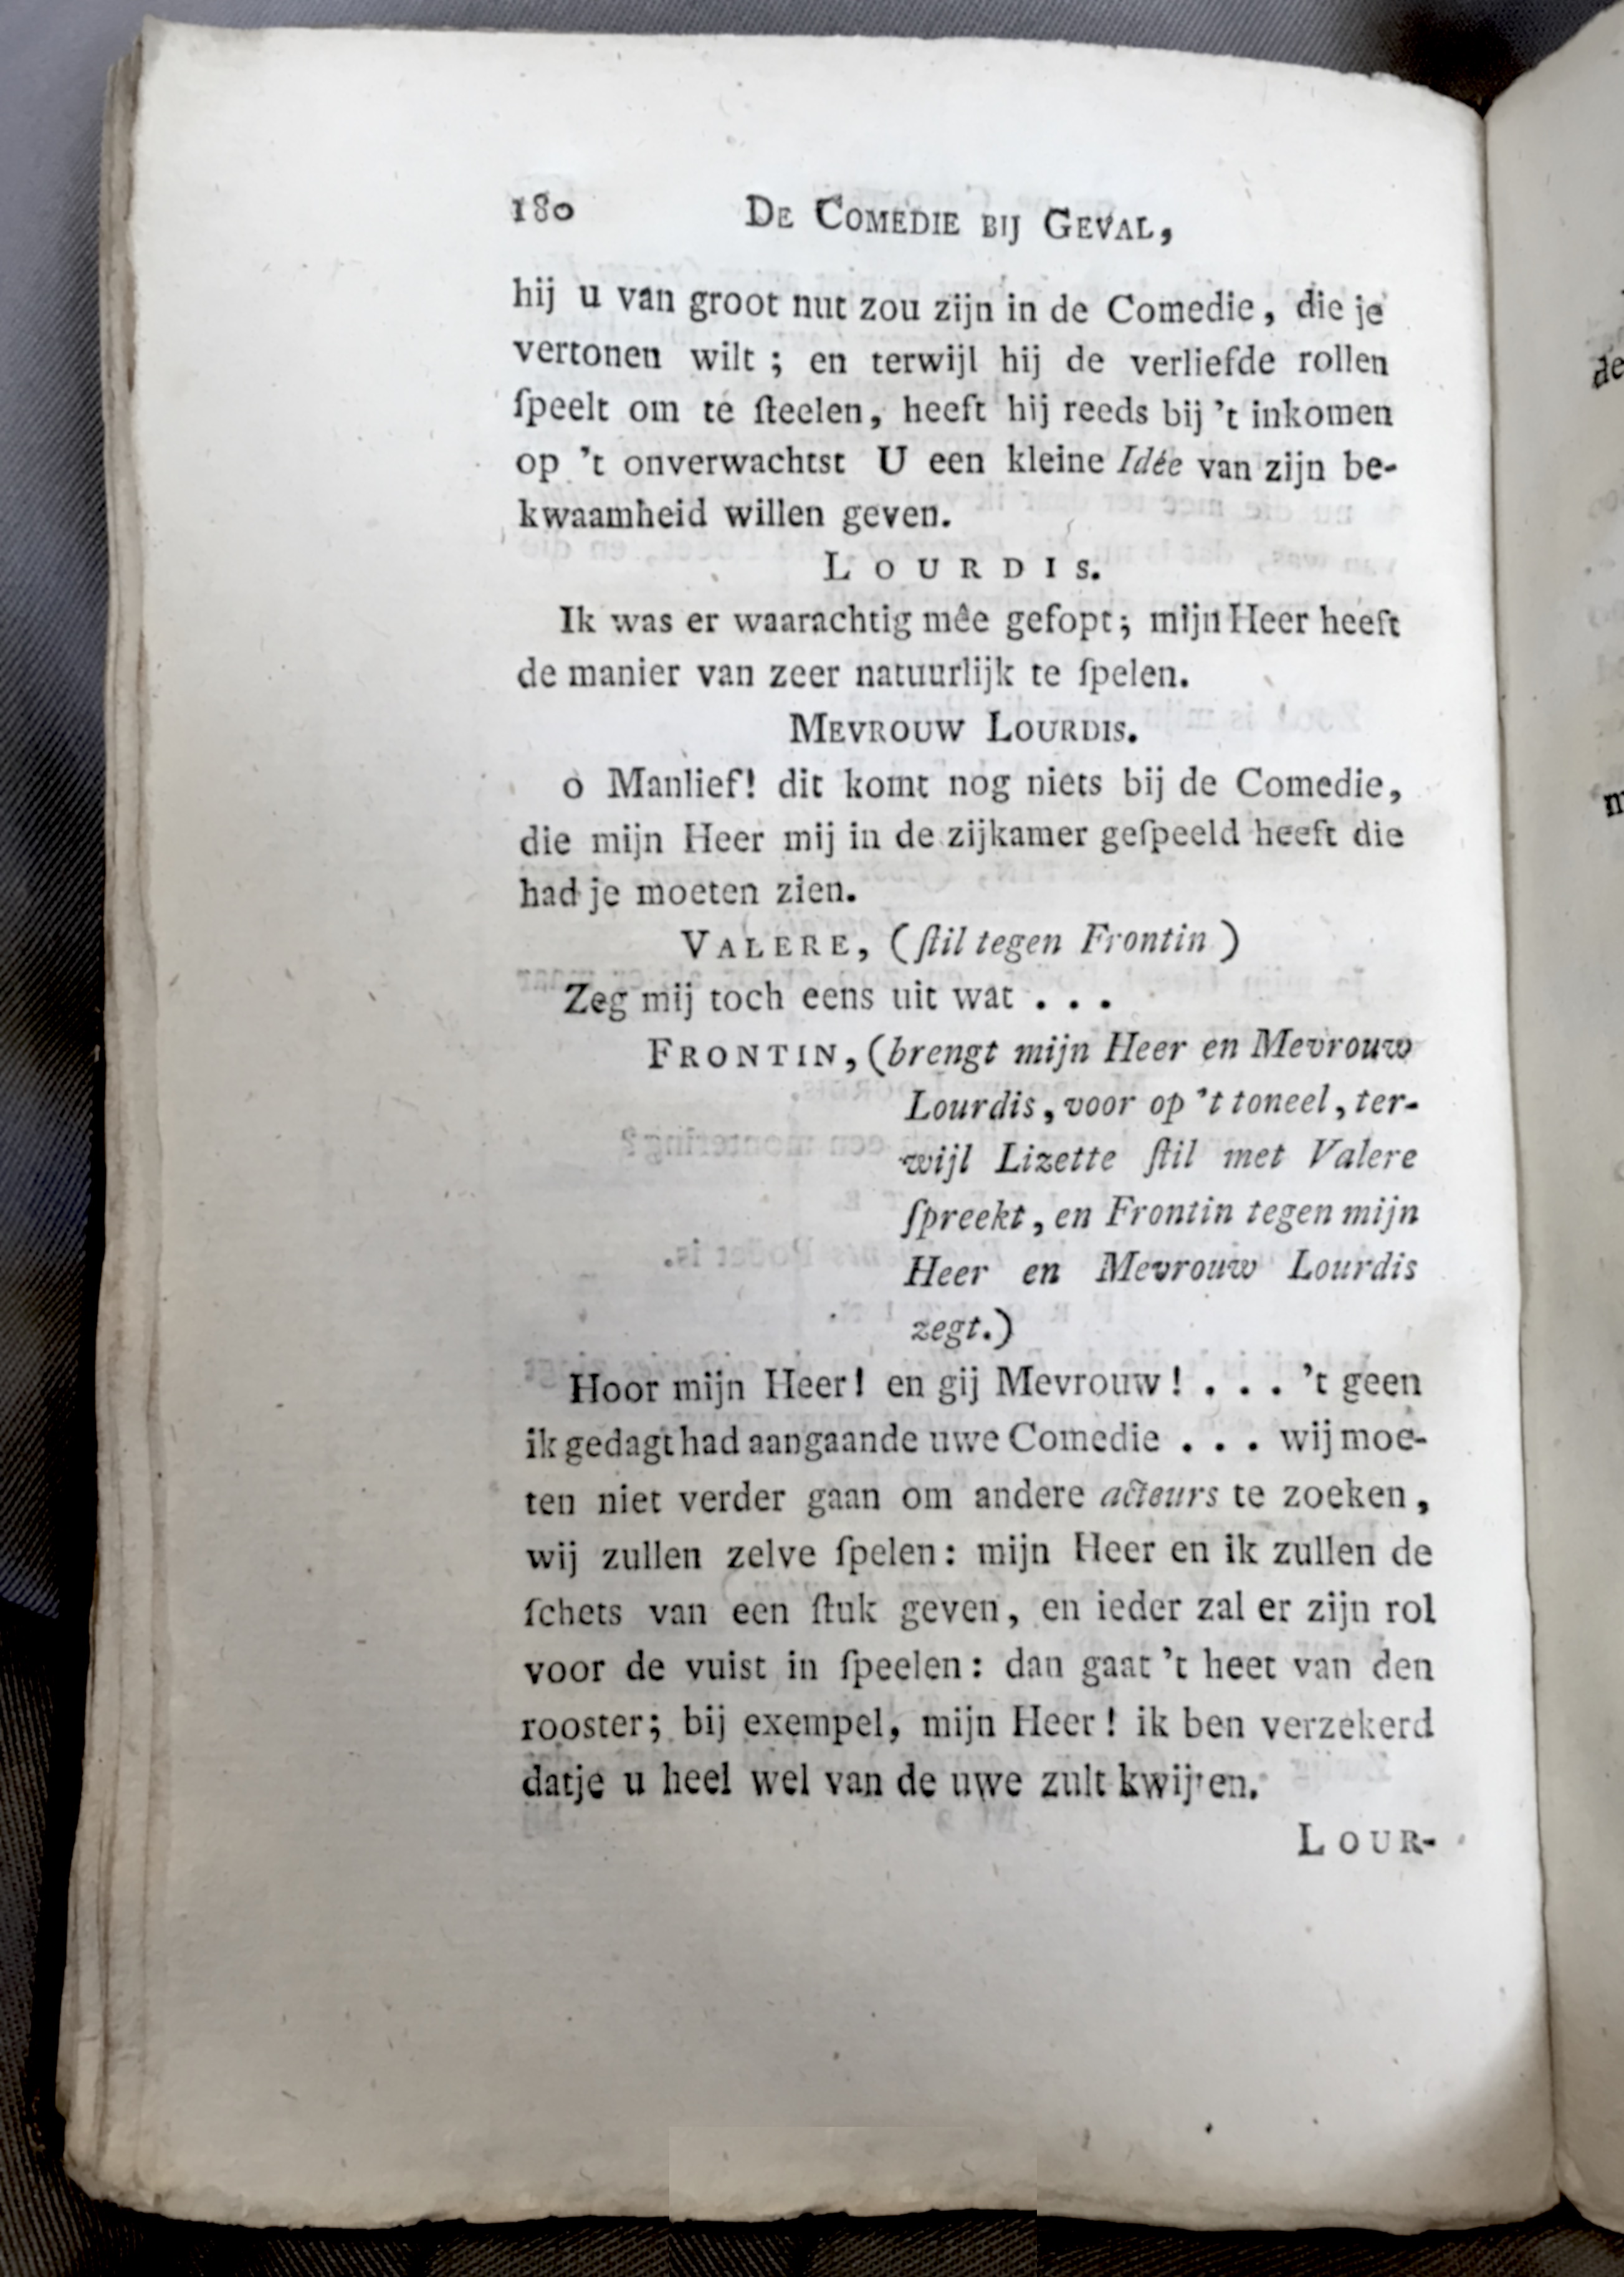 180 DE COMEDIE BIJ GEVAL,
hij u van groot nut zou zijn in de Comedie, die je
vertonen wilt ; en terwijl hij de verliefde rollen
ſpeelt om te ſteelen, heeft hij reeds bij 't inkomen
op 't onverwachtst U een kleine Idée van zijn be-
kwaamheid willen geven.
LOURDIS.
Ik was er waarachtig mêe gefopt; mijn Heer heeft
de manier van zeer natuurlijk te ſpelen.
MEVROUW LOURDIS.
o Manlief! dit komt nog niets bij de Comedie,
die mijn Heer mij in de zijkamer geſpeeld heeft die
had je moeten zien.
VALERE, (ſtil tegen Frontin)
Zeg mij toch eens uit wat . . .
FRONTIN, (brengt mijn Heer en Mevrouw
Lourdis, voor op 't toneel, ter-
wijl Lizette ſtil met Valere
ſpreekt, en Frontin tegen mijn
Heer en Mevrouw Lourdis
zegt.)
Hoor mijn Heer! en gij Mevrouw! . . . 't geen
ik gedagt had aangaande uwe Comedie . . . wij moe-
ten niet verder gaan om andere acteurs te zoeken,
wij zullen zelve ſpelen: mijn Heer en ik zullen de
ſchets van een ſtuk geven, en ieder zal er zijn rol
voor de vuist in ſpeelen: dan gaat 't heet van den
rooster; bij exempel, mijn Heer! ik ben verzekerd
datje u heel wel van de uwe zult kwijten.
LOUR-
de